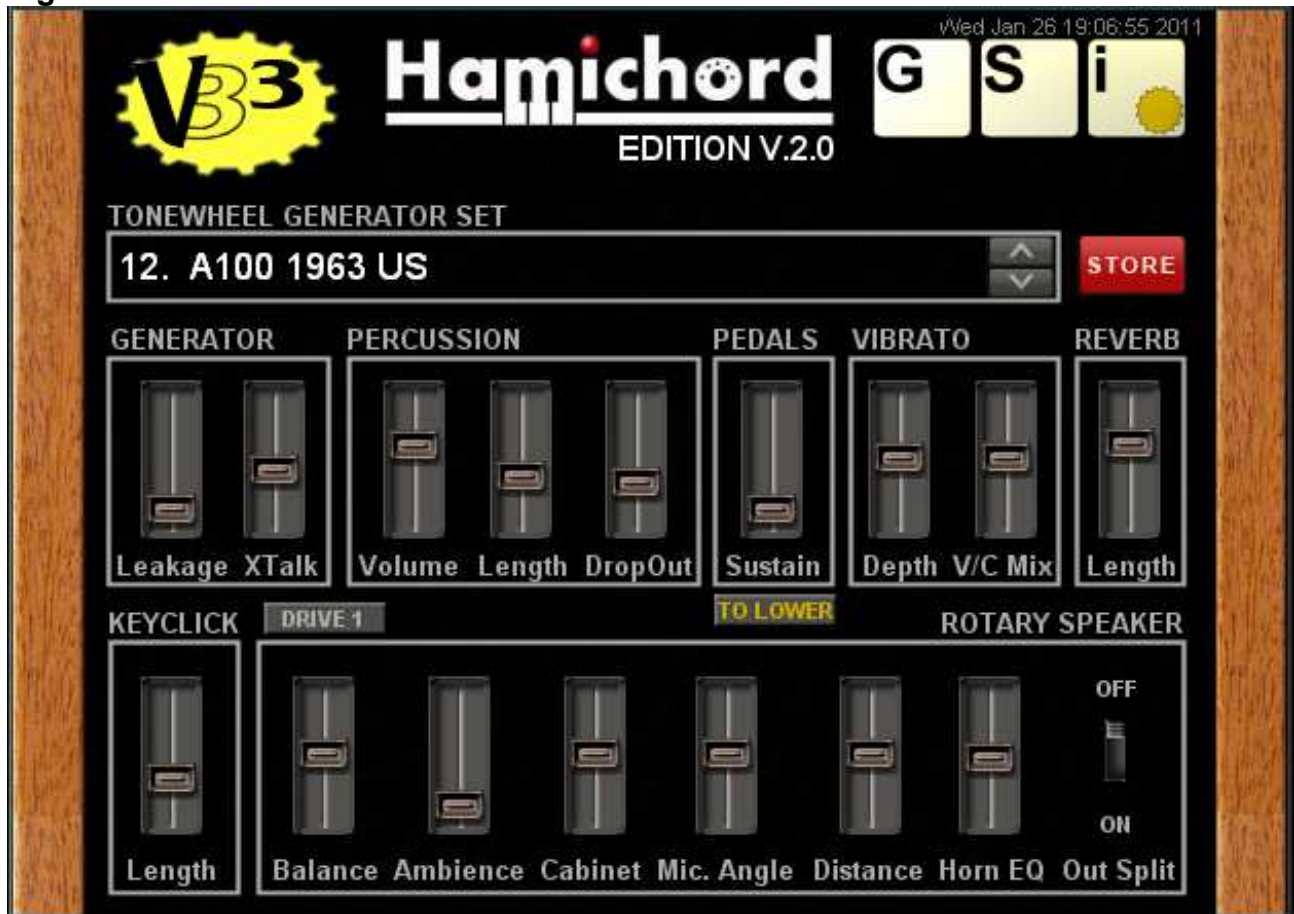 Wed Jan 26 19:06:55 2011
VB3 Hamichord G S i
EDITION V.2.0
TONEWHEEL GENERATOR SET
12. A100 1963 US STORE
GENERATOR PERCUSSION PEDALS VIBRATO REVERB
Leakage XTalk Volume Length DropOut Sustain Depth V/C Mix Length
KEYCLICK DRIVE 1 TO LOWER ROTARY SPEAKER
OFF
ON
Length Balance Ambience Cabinet Mic. Angle Distance Horn EQ Out Split